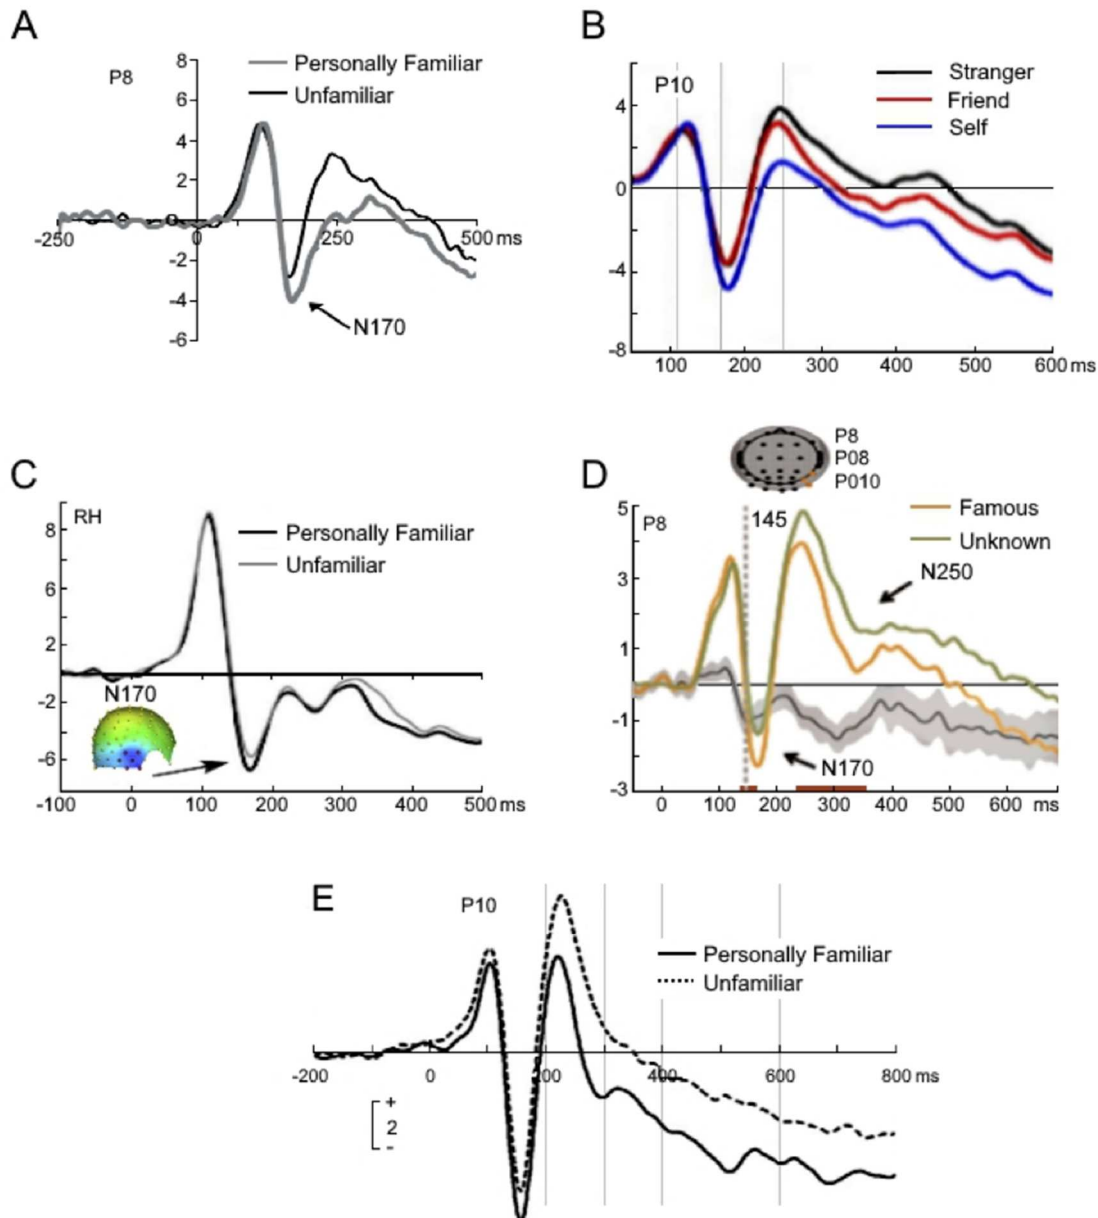 A
P8
8
6
4
2
0
-2
-4
-6
-250
0
250
500 ms
Personally Familiar
Unfamiliar
N170
B
P10
4
0
-4
-8
100
200
300
400
500
600 ms
Stranger
Friend
Self
C
RH
8
6
2
-2
-6
-100
0
100
200
300
400
500 ms
Personally Familiar
Unfamiliar
N170
P8
P08
P010
D
P8
5
3
1
-1
-3
145
0
100
200
300
400
500
600
ms
Famous
Unknown
N250
N170
E
P10
Personally Familiar
Unfamiliar
-200
0
200
400
600
800 ms
+
2
-